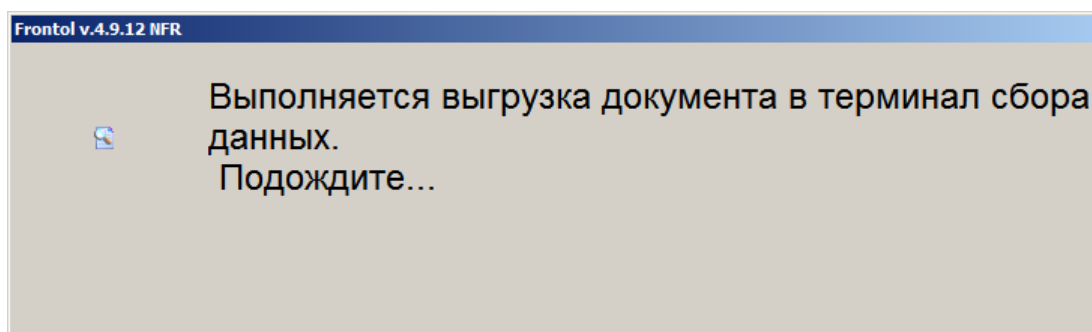 Frontol v.4.9.12 NFR
Выполняется выгрузка документа в терминал сбора
данных.
Подождите...